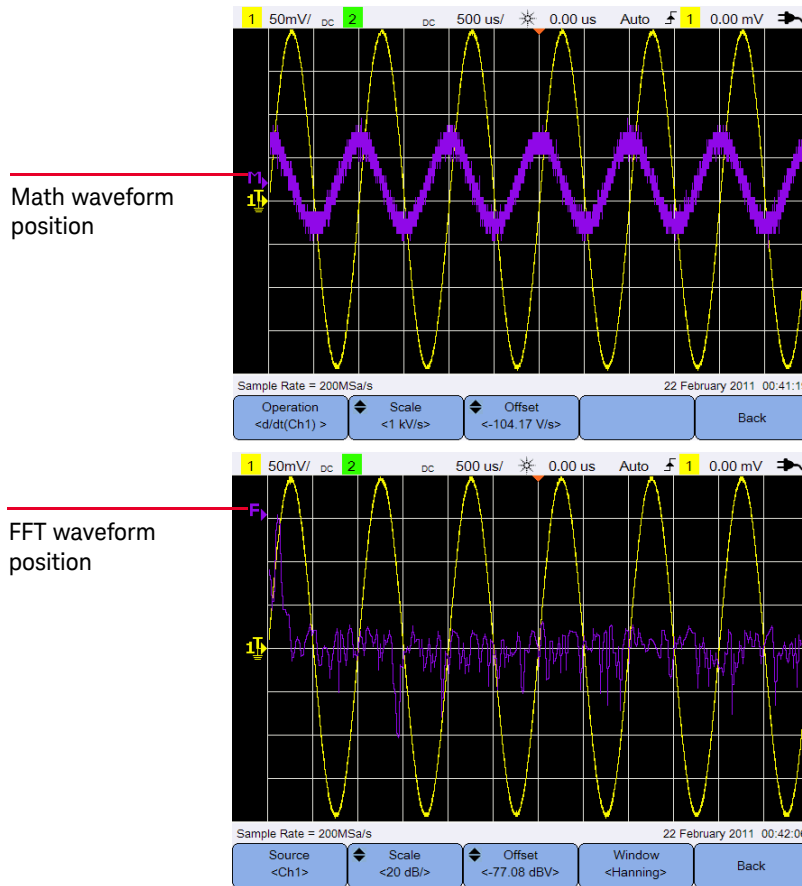 1 50mV/ DC 2 DC 500 us/ 0.00 us Auto 1 0.00 mV
Math waveform
position
M
1
Sample Rate = 200MSa/s 22 February 2011 00:41:19
Operation
<d/dt(Ch1) >
Scale
<1 kV/s>
Offset
<-104.17 V/s>
Back
1 50mV/ DC 2 DC 500 us/ 0.00 us Auto 1 0.00 mV
FFT waveform
position
F
1
Sample Rate = 200MSa/s 22 February 2011 00:42:06
Source
<Ch1>
Scale
<20 dB/>
Offset
<-77.08 dBV>
Window
<Hanning>
Back